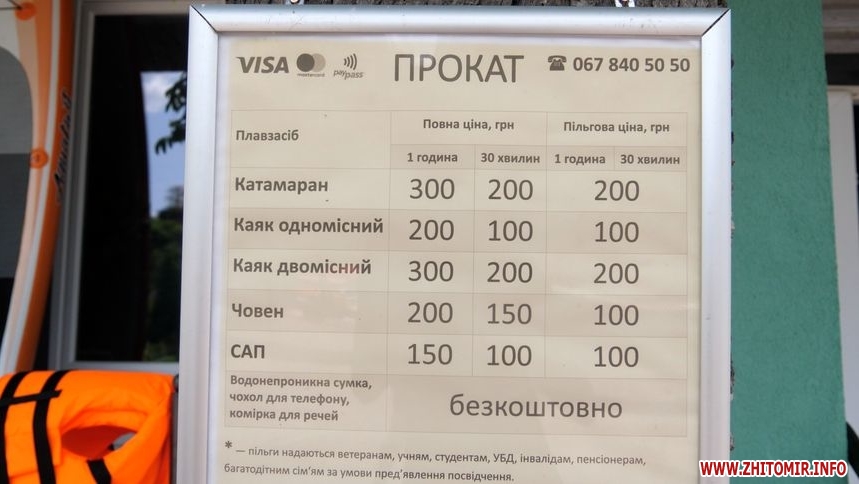 VISA mastercard PayPass ПРОКАТ ☎ 067 840 50 50
Плавзасіб Повна ціна, грн Пільгова ціна, грн
1 година 30 хвилин 1 година 30 хвилин
Катамаран 300 200 200
Каяк одномісний 200 100 100
Каяк двомісний 300 200 200
Човен 200 150 100
САП 150 100 100
Водонепроникна сумка,
чохол для телефону,
комірка для речей
безкоштовно
* — пільги надаються ветеранам, учням, студентам, УБД, інвалідам, пенсіонерам,
багатодітним сім'ям за умови пред'явлення посвідчення.
WWW.ZHITOMIR.INFO